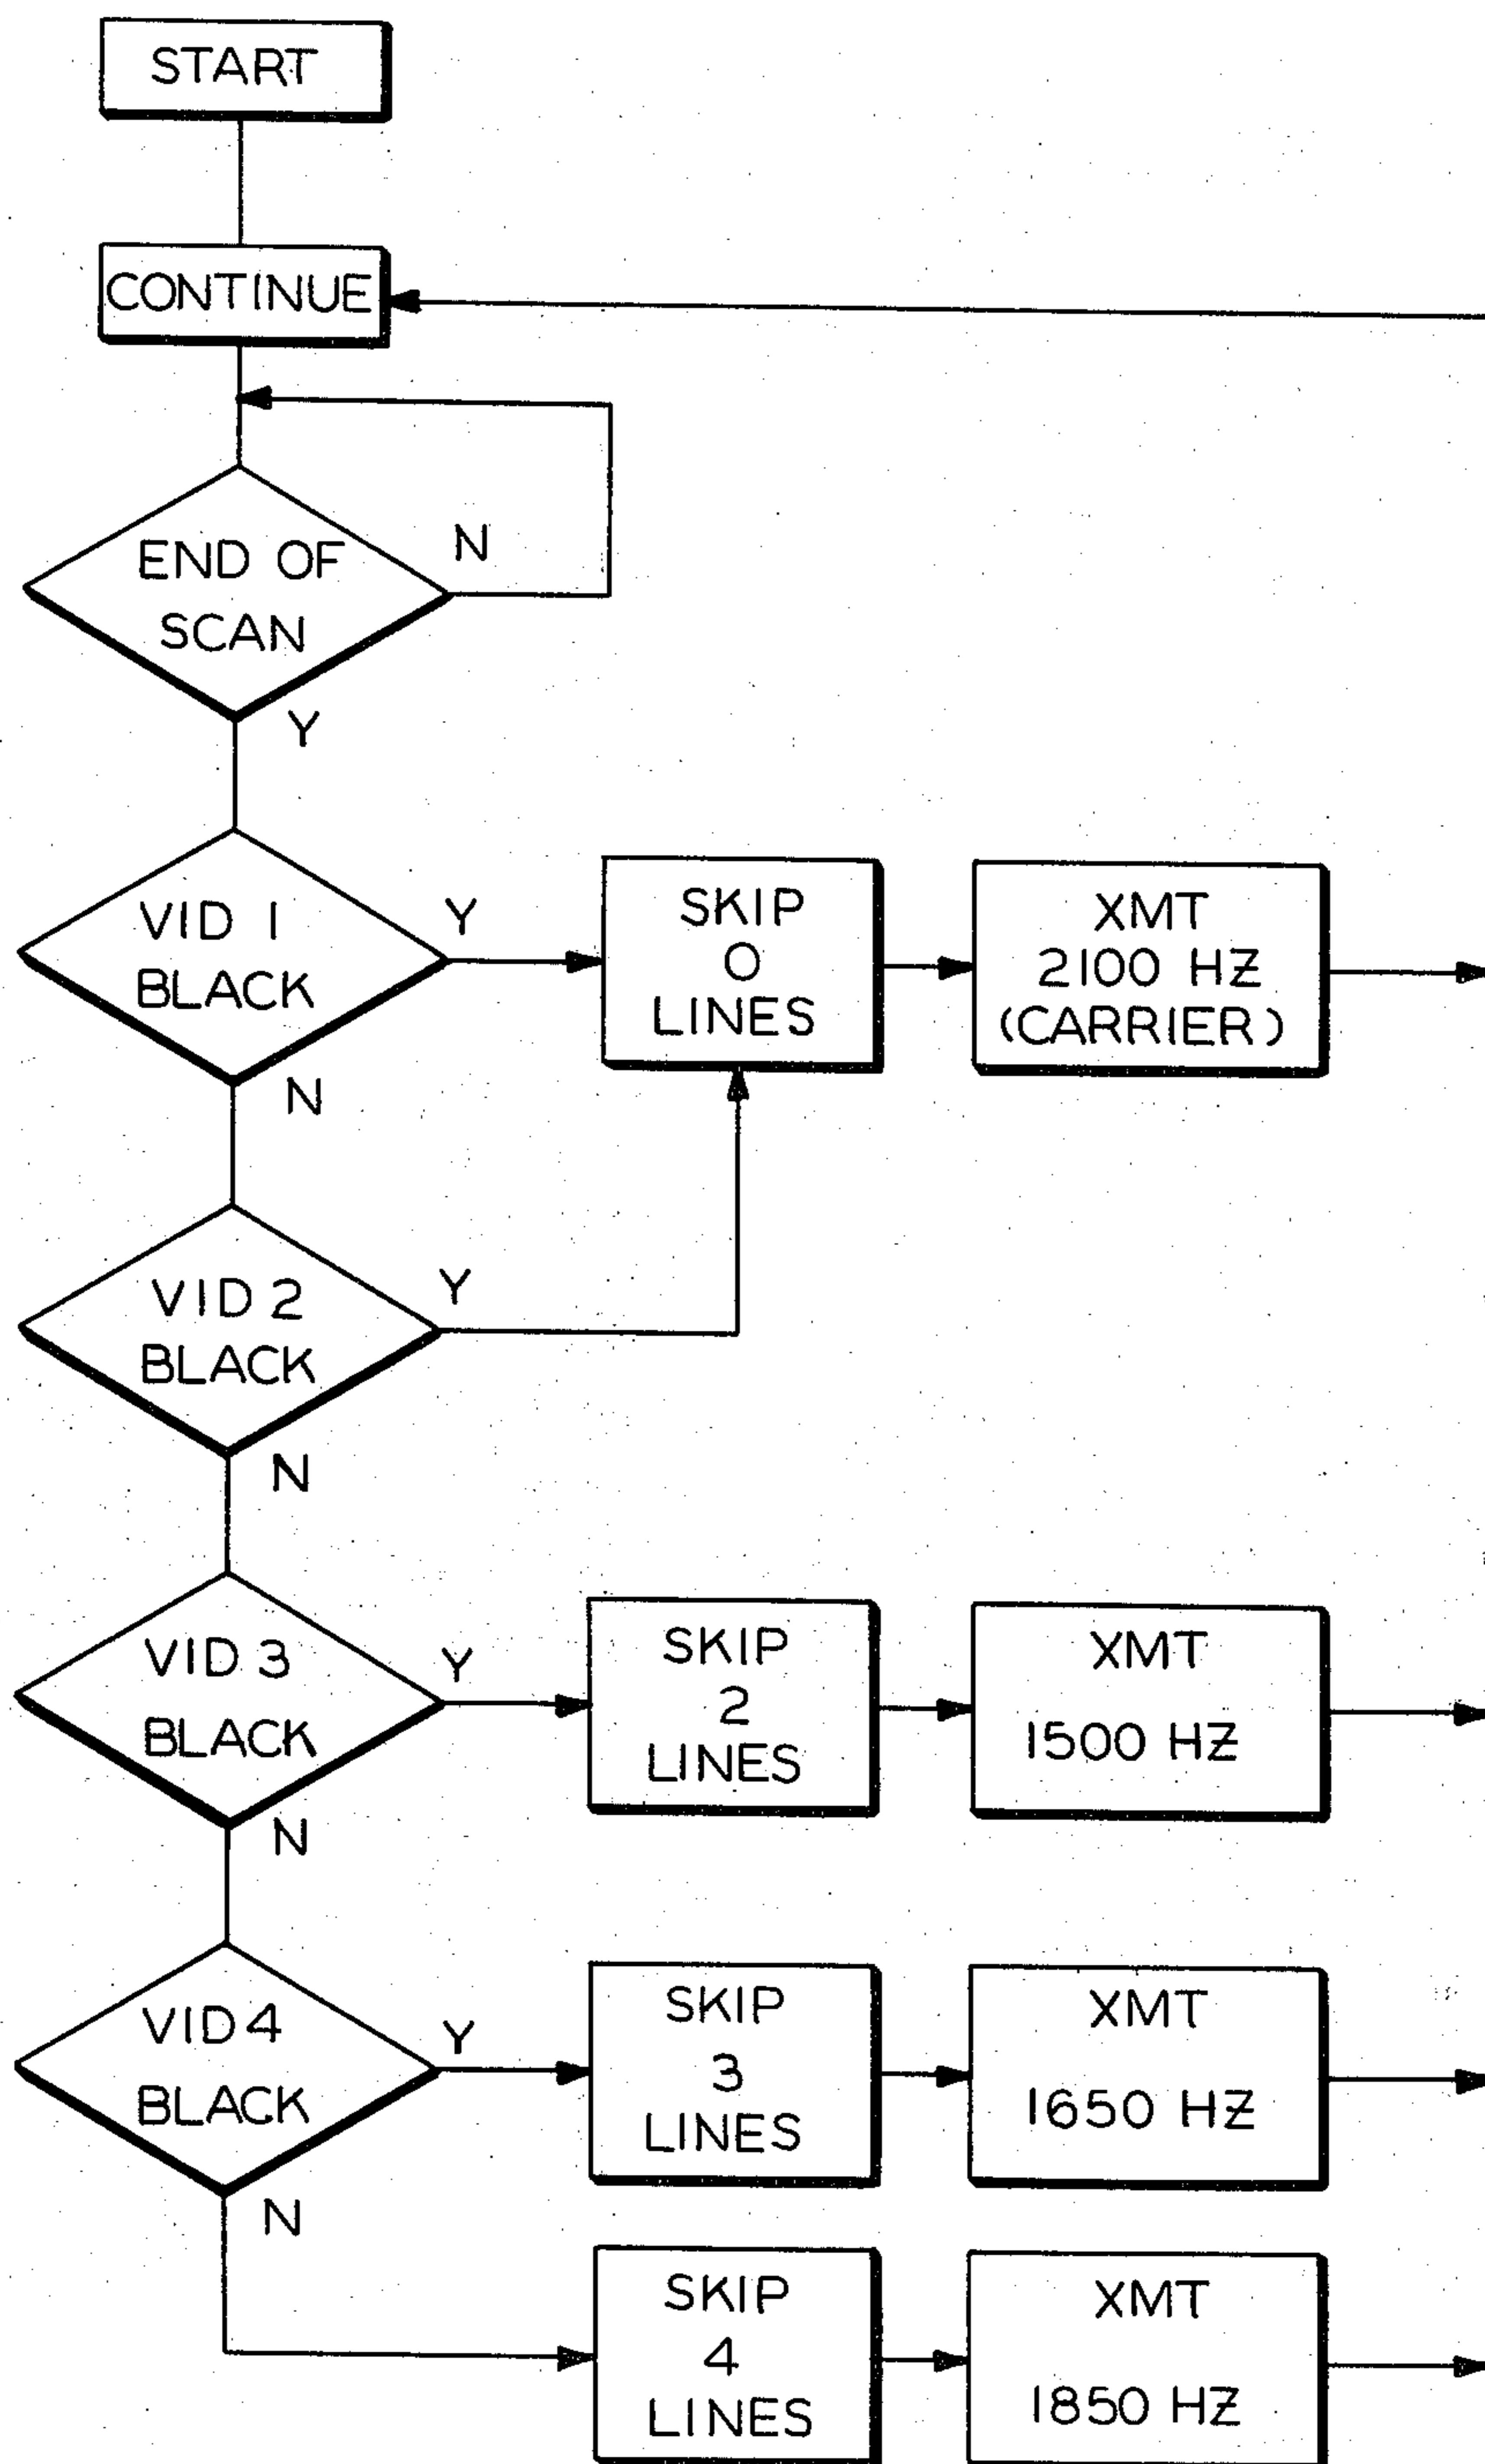 START
CONTINUE
END OF
SCAN
N
Y
VID 1
BLACK
Y
N
SKIP
0
LINES
XMT
2100 HZ
(CARRIER)
VID 2
BLACK
Y
N
VID 3
BLACK
Y
N
SKIP
2
LINES
XMT
1500 HZ
VID 4
BLACK
Y
N
SKIP
3
LINES
XMT
1650 HZ
SKIP
4
LINES
XMT
1850 HZ